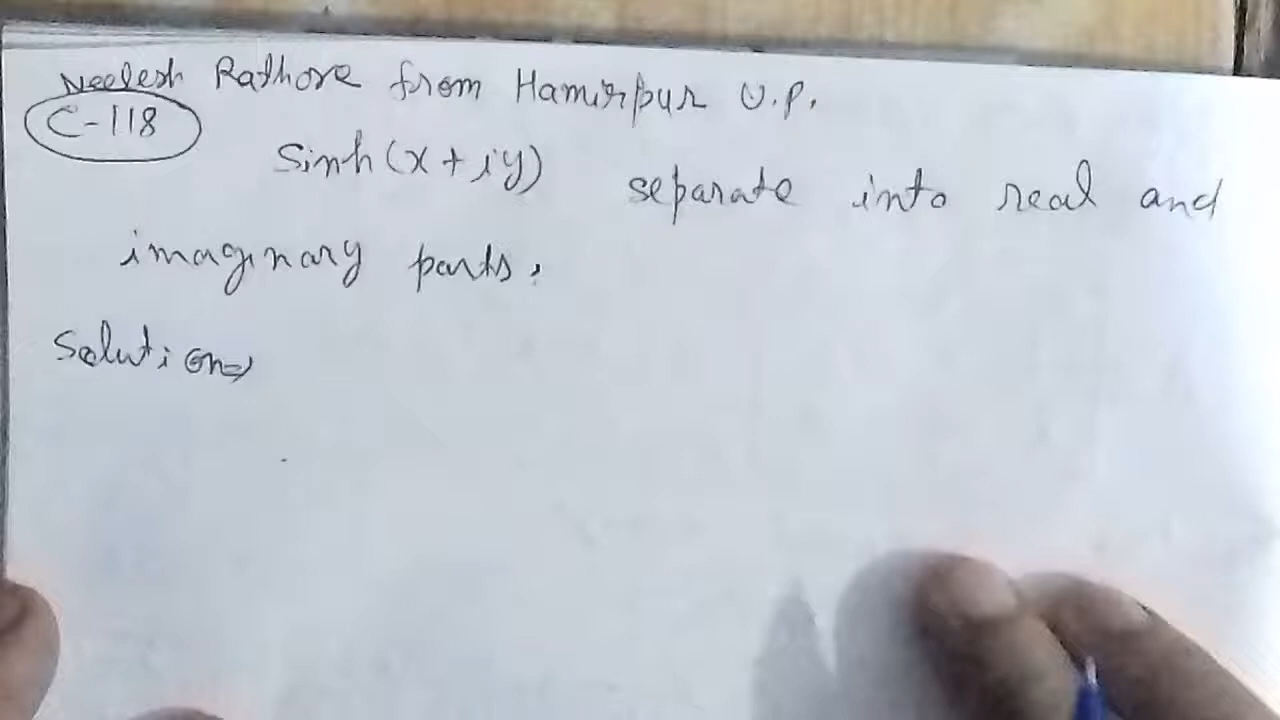 Neelesh Rathore from Hamirpur U.P.
C-118
Sinh(x+iy) separate into real and
imaginary parts.
Solution⇒